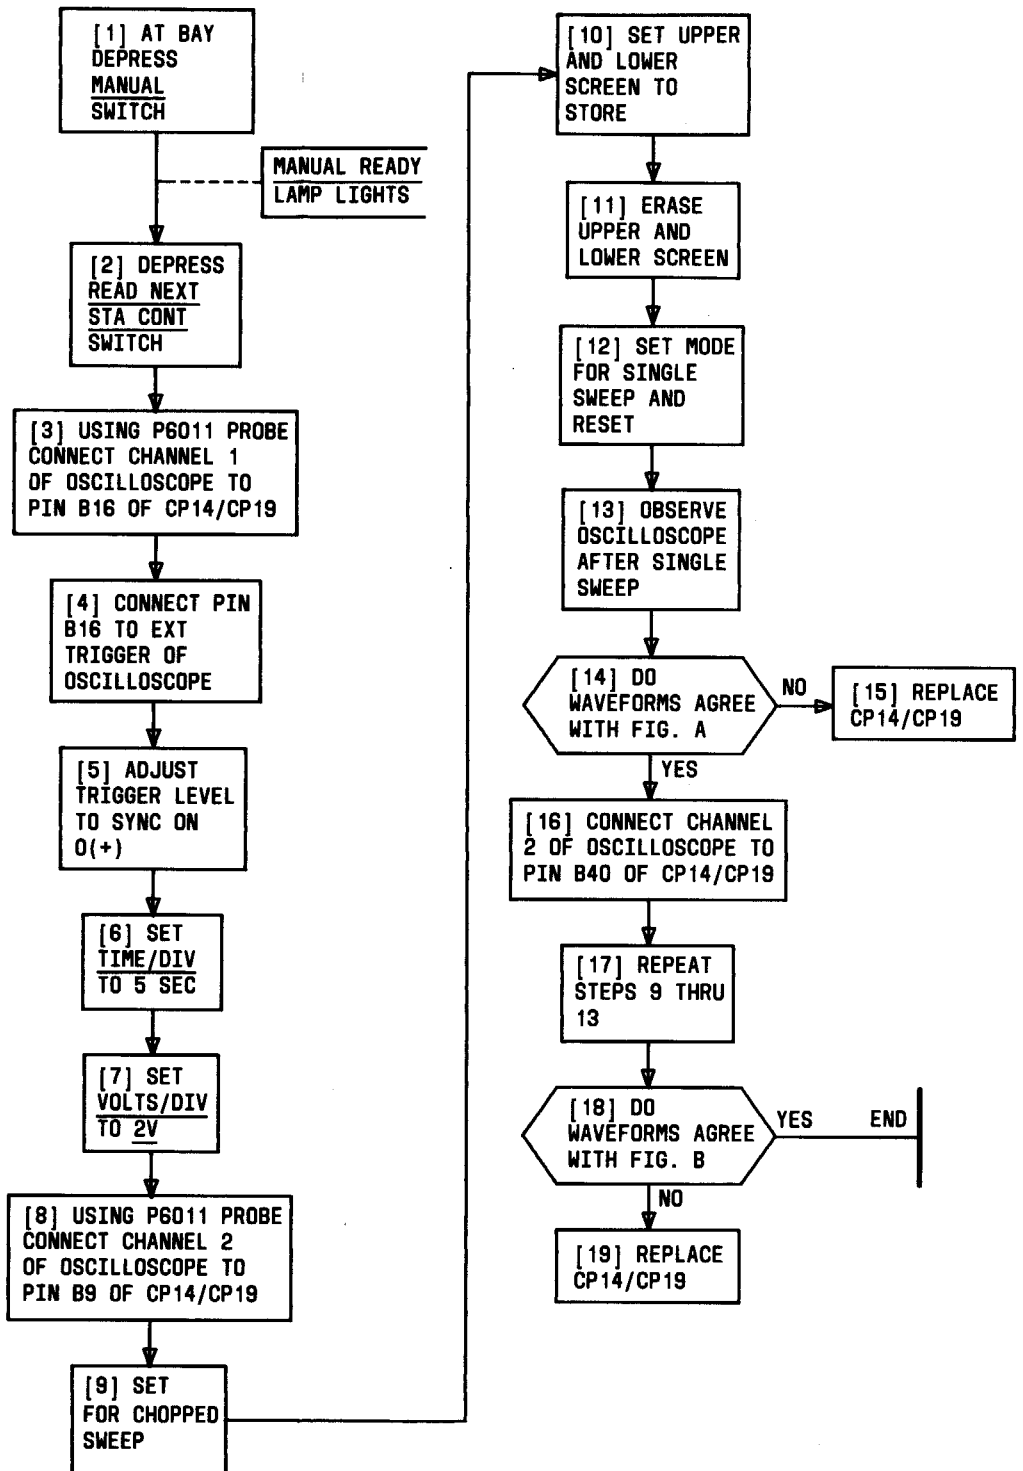 [1] AT BAY
DEPRESS
MANUAL
SWITCH
MANUAL READY
LAMP LIGHTS
[2] DEPRESS
READ NEXT
STA CONT
SWITCH
[3] USING P6011 PROBE
CONNECT CHANNEL 1
OF OSCILLOSCOPE TO
PIN B16 OF CP14/CP19
[4] CONNECT PIN
B16 TO EXT
TRIGGER OF
OSCILLOSCOPE
[5] ADJUST
TRIGGER LEVEL
TO SYNC ON
0(+)
[6] SET
TIME/DIV
TO 5 SEC
[7] SET
VOLTS/DIV
TO 2V
[8] USING P6011 PROBE
CONNECT CHANNEL 2
OF OSCILLOSCOPE TO
PIN B9 OF CP14/CP19
[9] SET
FOR CHOPPED
SWEEP
[10] SET UPPER
AND LOWER
SCREEN TO
STORE
[11] ERASE
UPPER AND
LOWER SCREEN
[12] SET MODE
FOR SINGLE
SWEEP AND
RESET
[13] OBSERVE
OSCILLOSCOPE
AFTER SINGLE
SWEEP
[14] DO
WAVEFORMS AGREE
WITH FIG. A
NO
[15] REPLACE
CP14/CP19
YES
[16] CONNECT CHANNEL
2 OF OSCILLOSCOPE TO
PIN B40 OF CP14/CP19
[17] REPEAT
STEPS 9 THRU
13
[18] DO
WAVEFORMS AGREE
WITH FIG. B
YES END
NO
[19] REPLACE
CP14/CP19